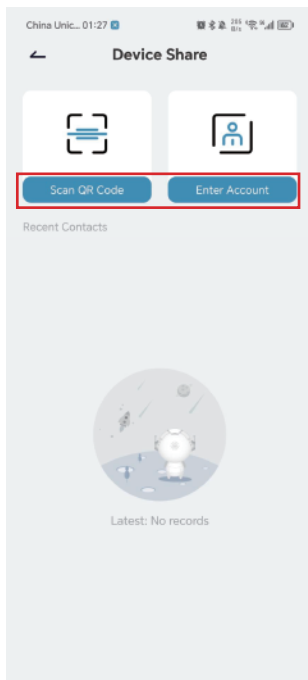 China Unic... 01:27
Device Share
Scan QR Code
Enter Account
Recent Contacts
Latest: No records